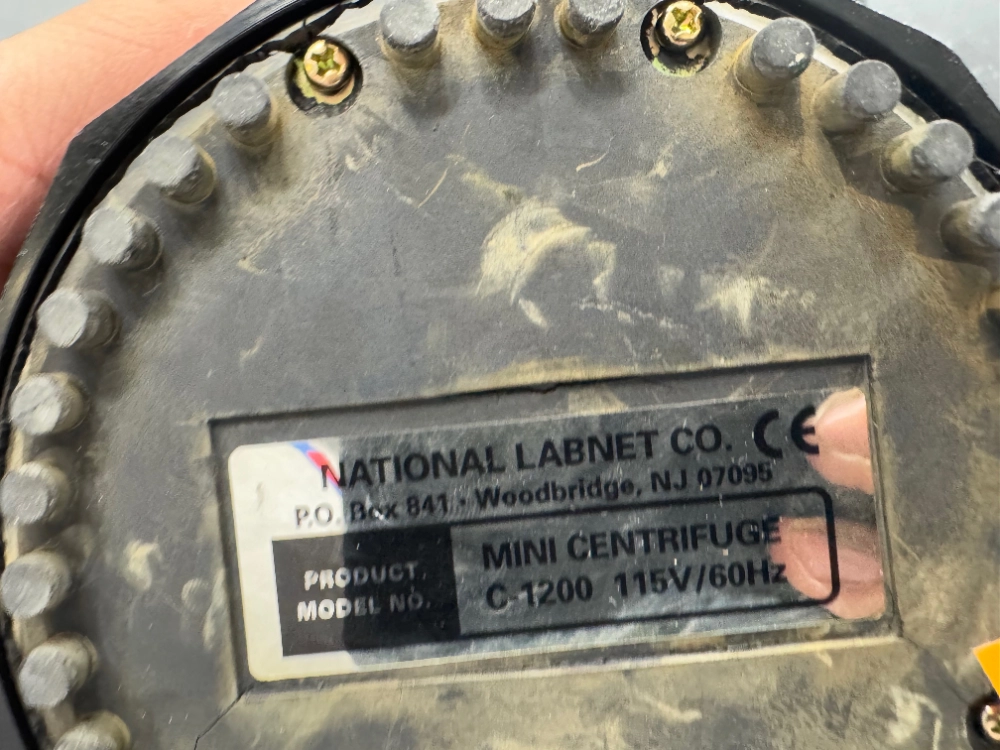 NATIONAL LABNET CO. CE
P.O. Box 841 · Woodbridge, NJ 07095
PRODUCT. MINI CENTRIFUGE
MODEL NO. C-1200 115V/60Hz